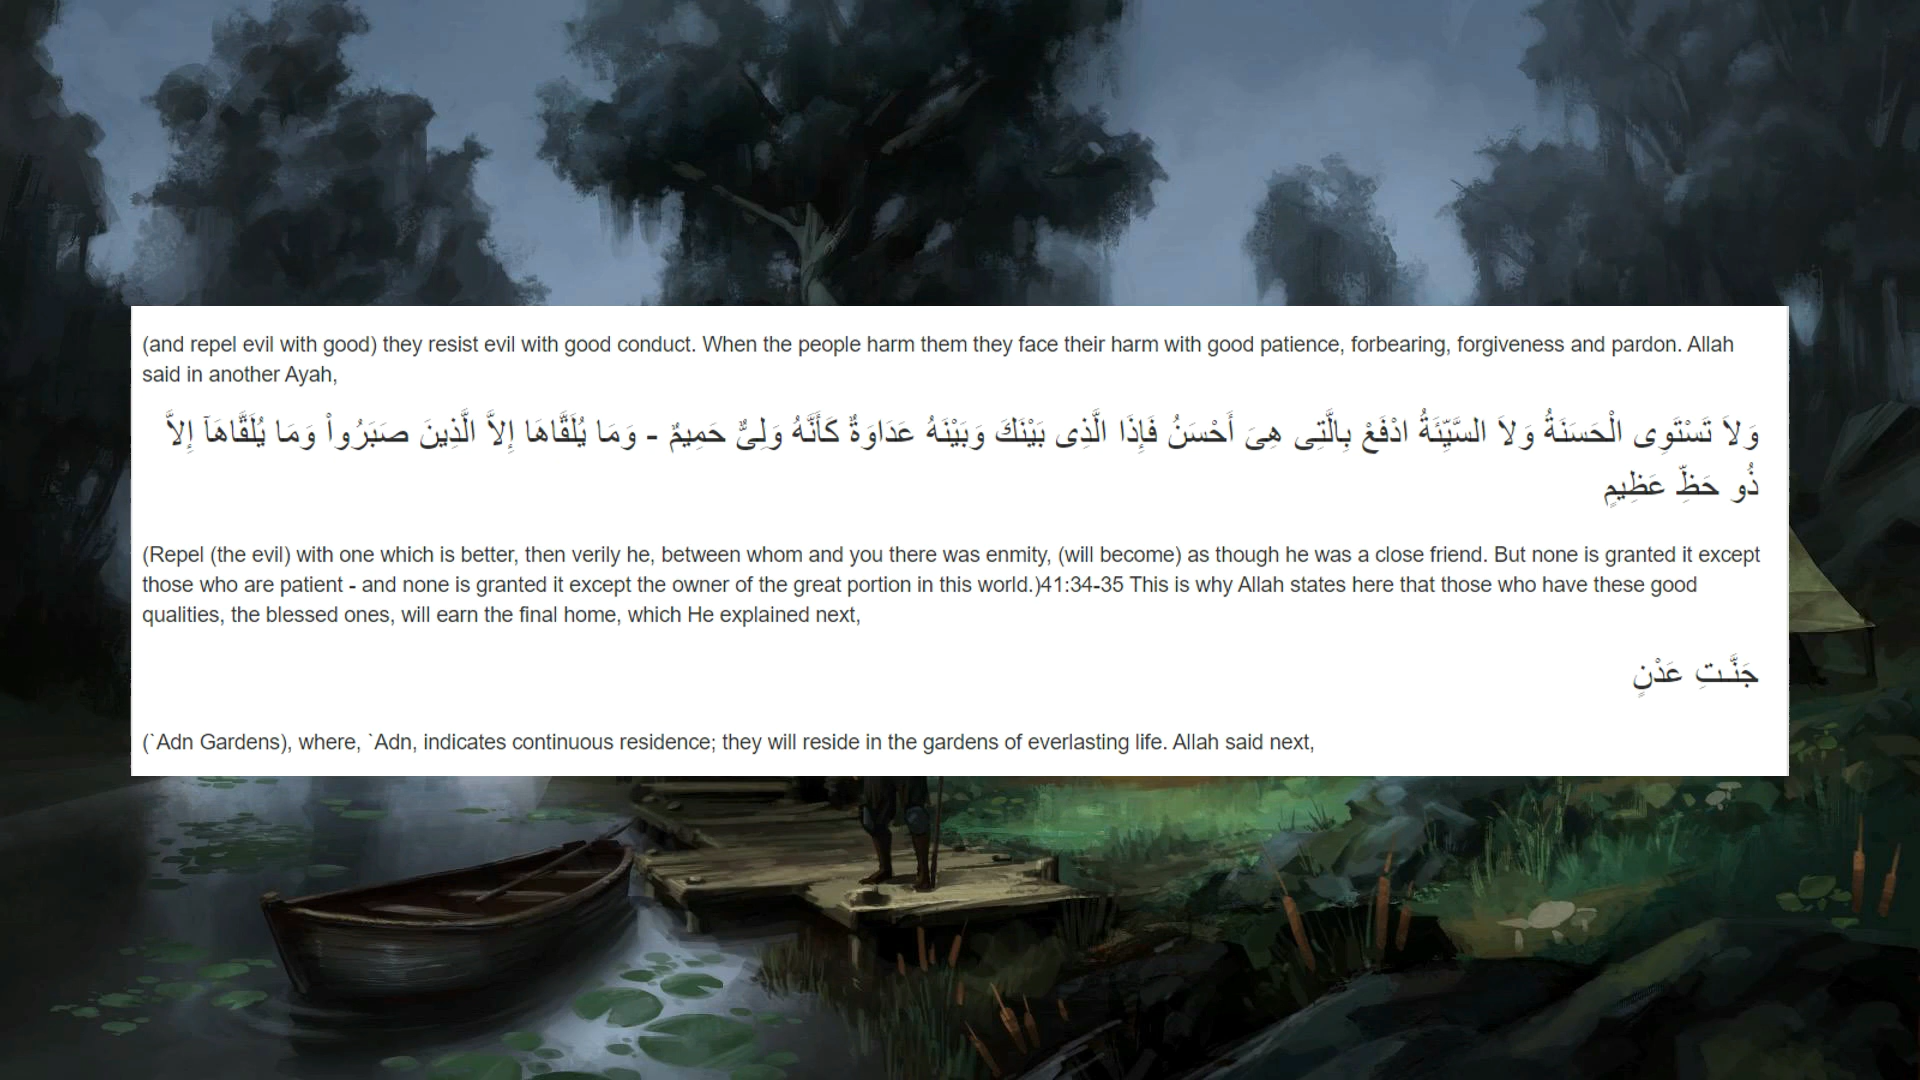 (and repel evil with good) they resist evil with good conduct. When the people harm them they face their harm with good patience, forbearing, forgiveness and pardon. Allah
said in another Ayah,
وَلاَ تَسْتَوِى الْحَسَنَةُ وَلاَ السَّيِّئَةُ ادْفَعْ بِالَّتِى هِىَ أَحْسَنُ فَإِذَا الَّذِى بَيْنَكَ وَبَيْنَهُ عَدَاوَةٌ كَأَنَّهُ وَلِىٌّ حَمِيمٌ - وَمَا يُلَقَّاهَا إِلاَّ الَّذِينَ صَبَرُواْ وَمَا يُلَقَّاهَآ إِلاَّ
ذُو حَظِّ عَظِيمٍ
(Repel (the evil) with one which is better, then verily he, between whom and you there was enmity, (will become) as though he was a close friend. But none is granted it except
those who are patient - and none is granted it except the owner of the great portion in this world.)41:34-35 This is why Allah states here that those who have these good
qualities, the blessed ones, will earn the final home, which He explained next,
جَنَّـتِ عَدْنٍ
(`Adn Gardens), where, `Adn, indicates continuous residence; they will reside in the gardens of everlasting life. Allah said next,